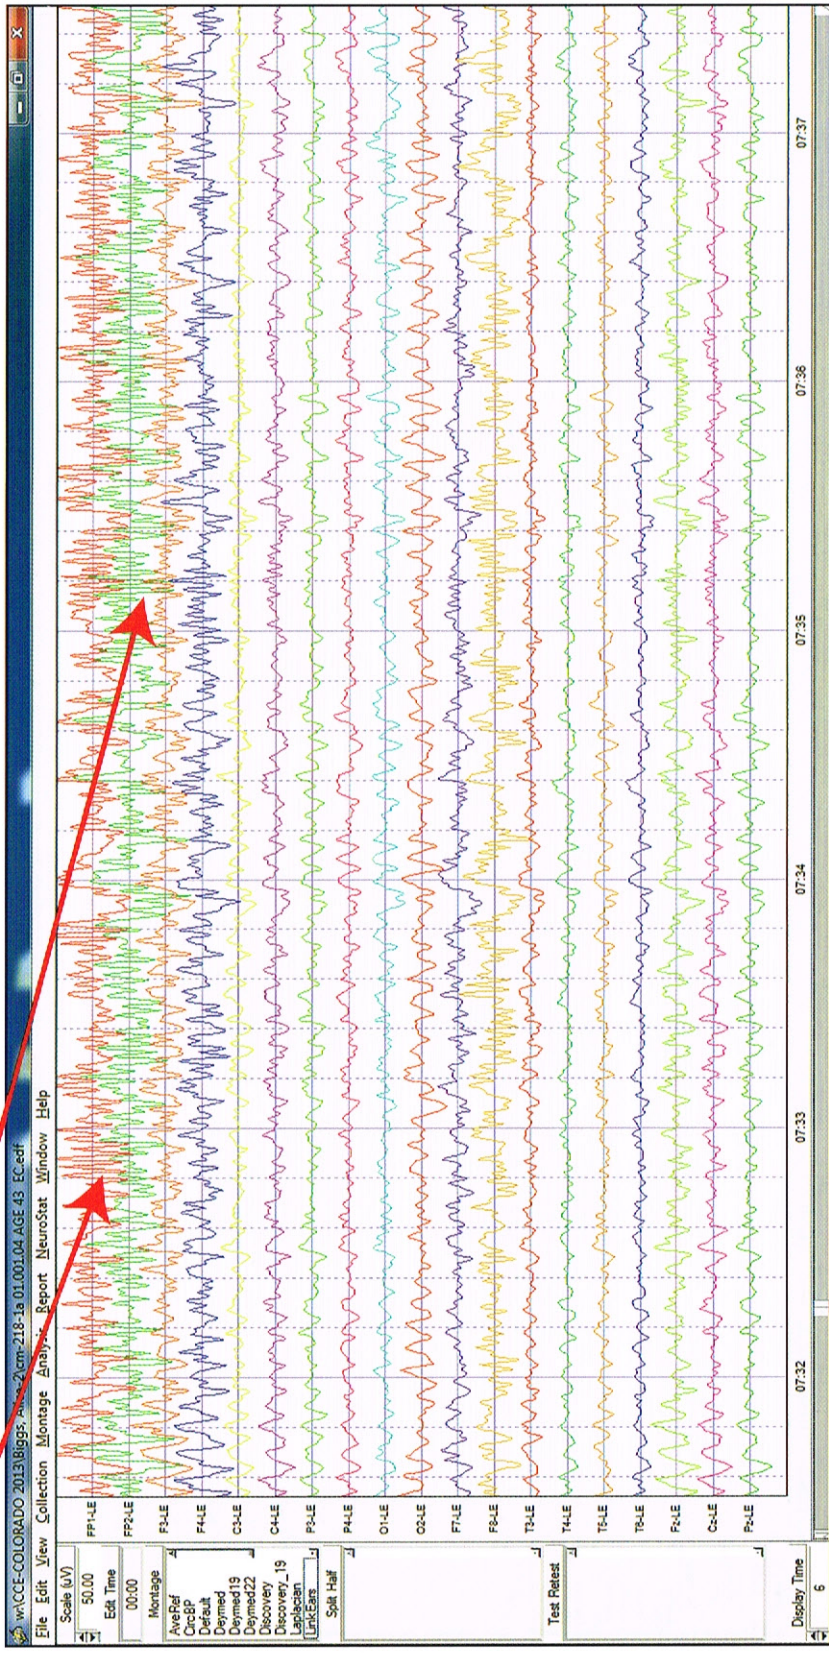 w:\CCE-COLORADO 2013\Biggs, 2\cm-218-1a 01.001.04 AGE 43 EC.edf
File Edit View Collection Montage Analysis Report NeuroStat Window Help
Scale (uV)
50.00
Edit Time
00:00
Montage
AveRef
CircBP
Default
Deymed
Deymed19
Deymed22
Discovery
Discovery_19
Laplacian
LinkEars
Split Half
Test Retest
Display Time
6
FP1-LE
FP2-LE
F3-LE
F4-LE
C3-LE
C4-LE
P3-LE
P4-LE
O1-LE
O2-LE
F7-LE
F8-LE
T3-LE
T4-LE
T5-LE
T6-LE
Fz-LE
Cz-LE
Pz-LE
07:32
07:33
07:34
07:35
07:36
07:37